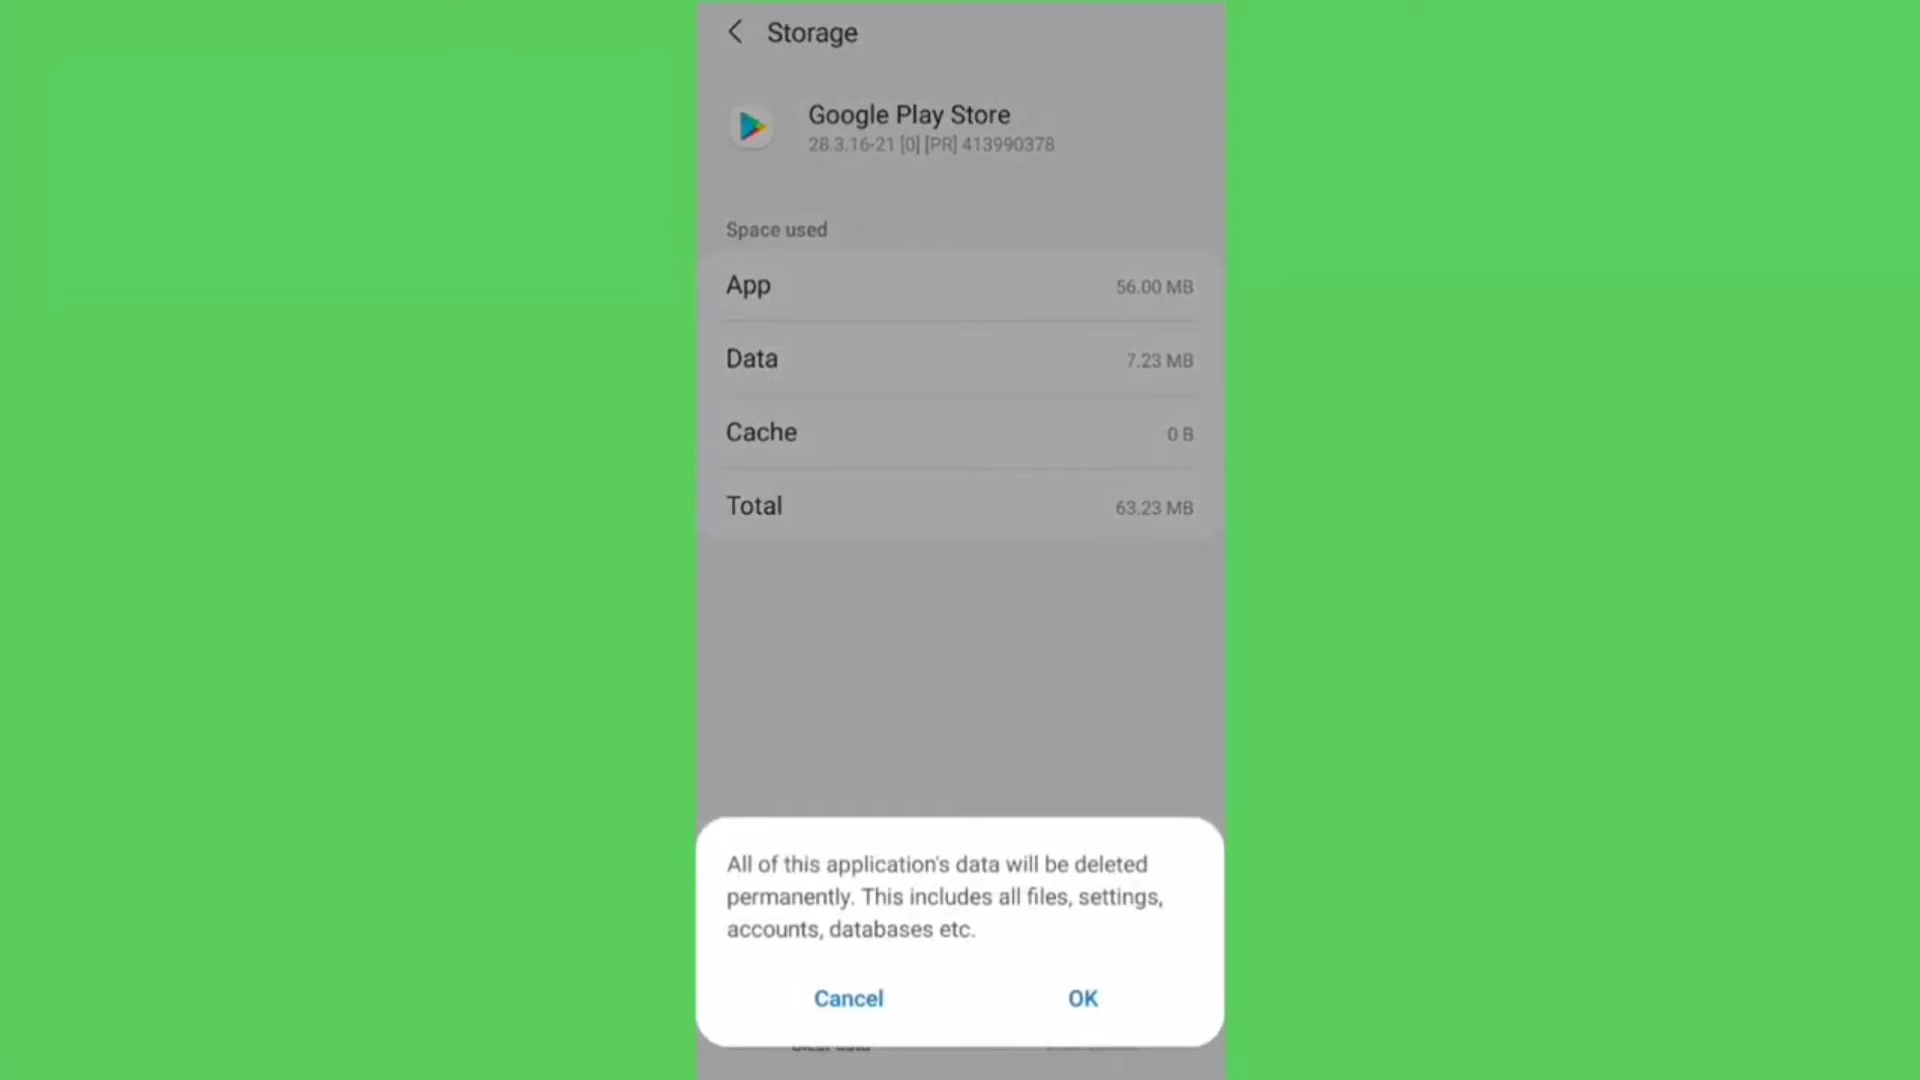 Storage
Google Play Store
28.3.16-21 [0] [PR] 413990378
Space used
App 56.00 MB
Data 7.23 MB
Cache 0 B
Total 63.23 MB
All of this application's data will be deleted
permanently. This includes all files, settings,
accounts, databases etc.
Cancel OK